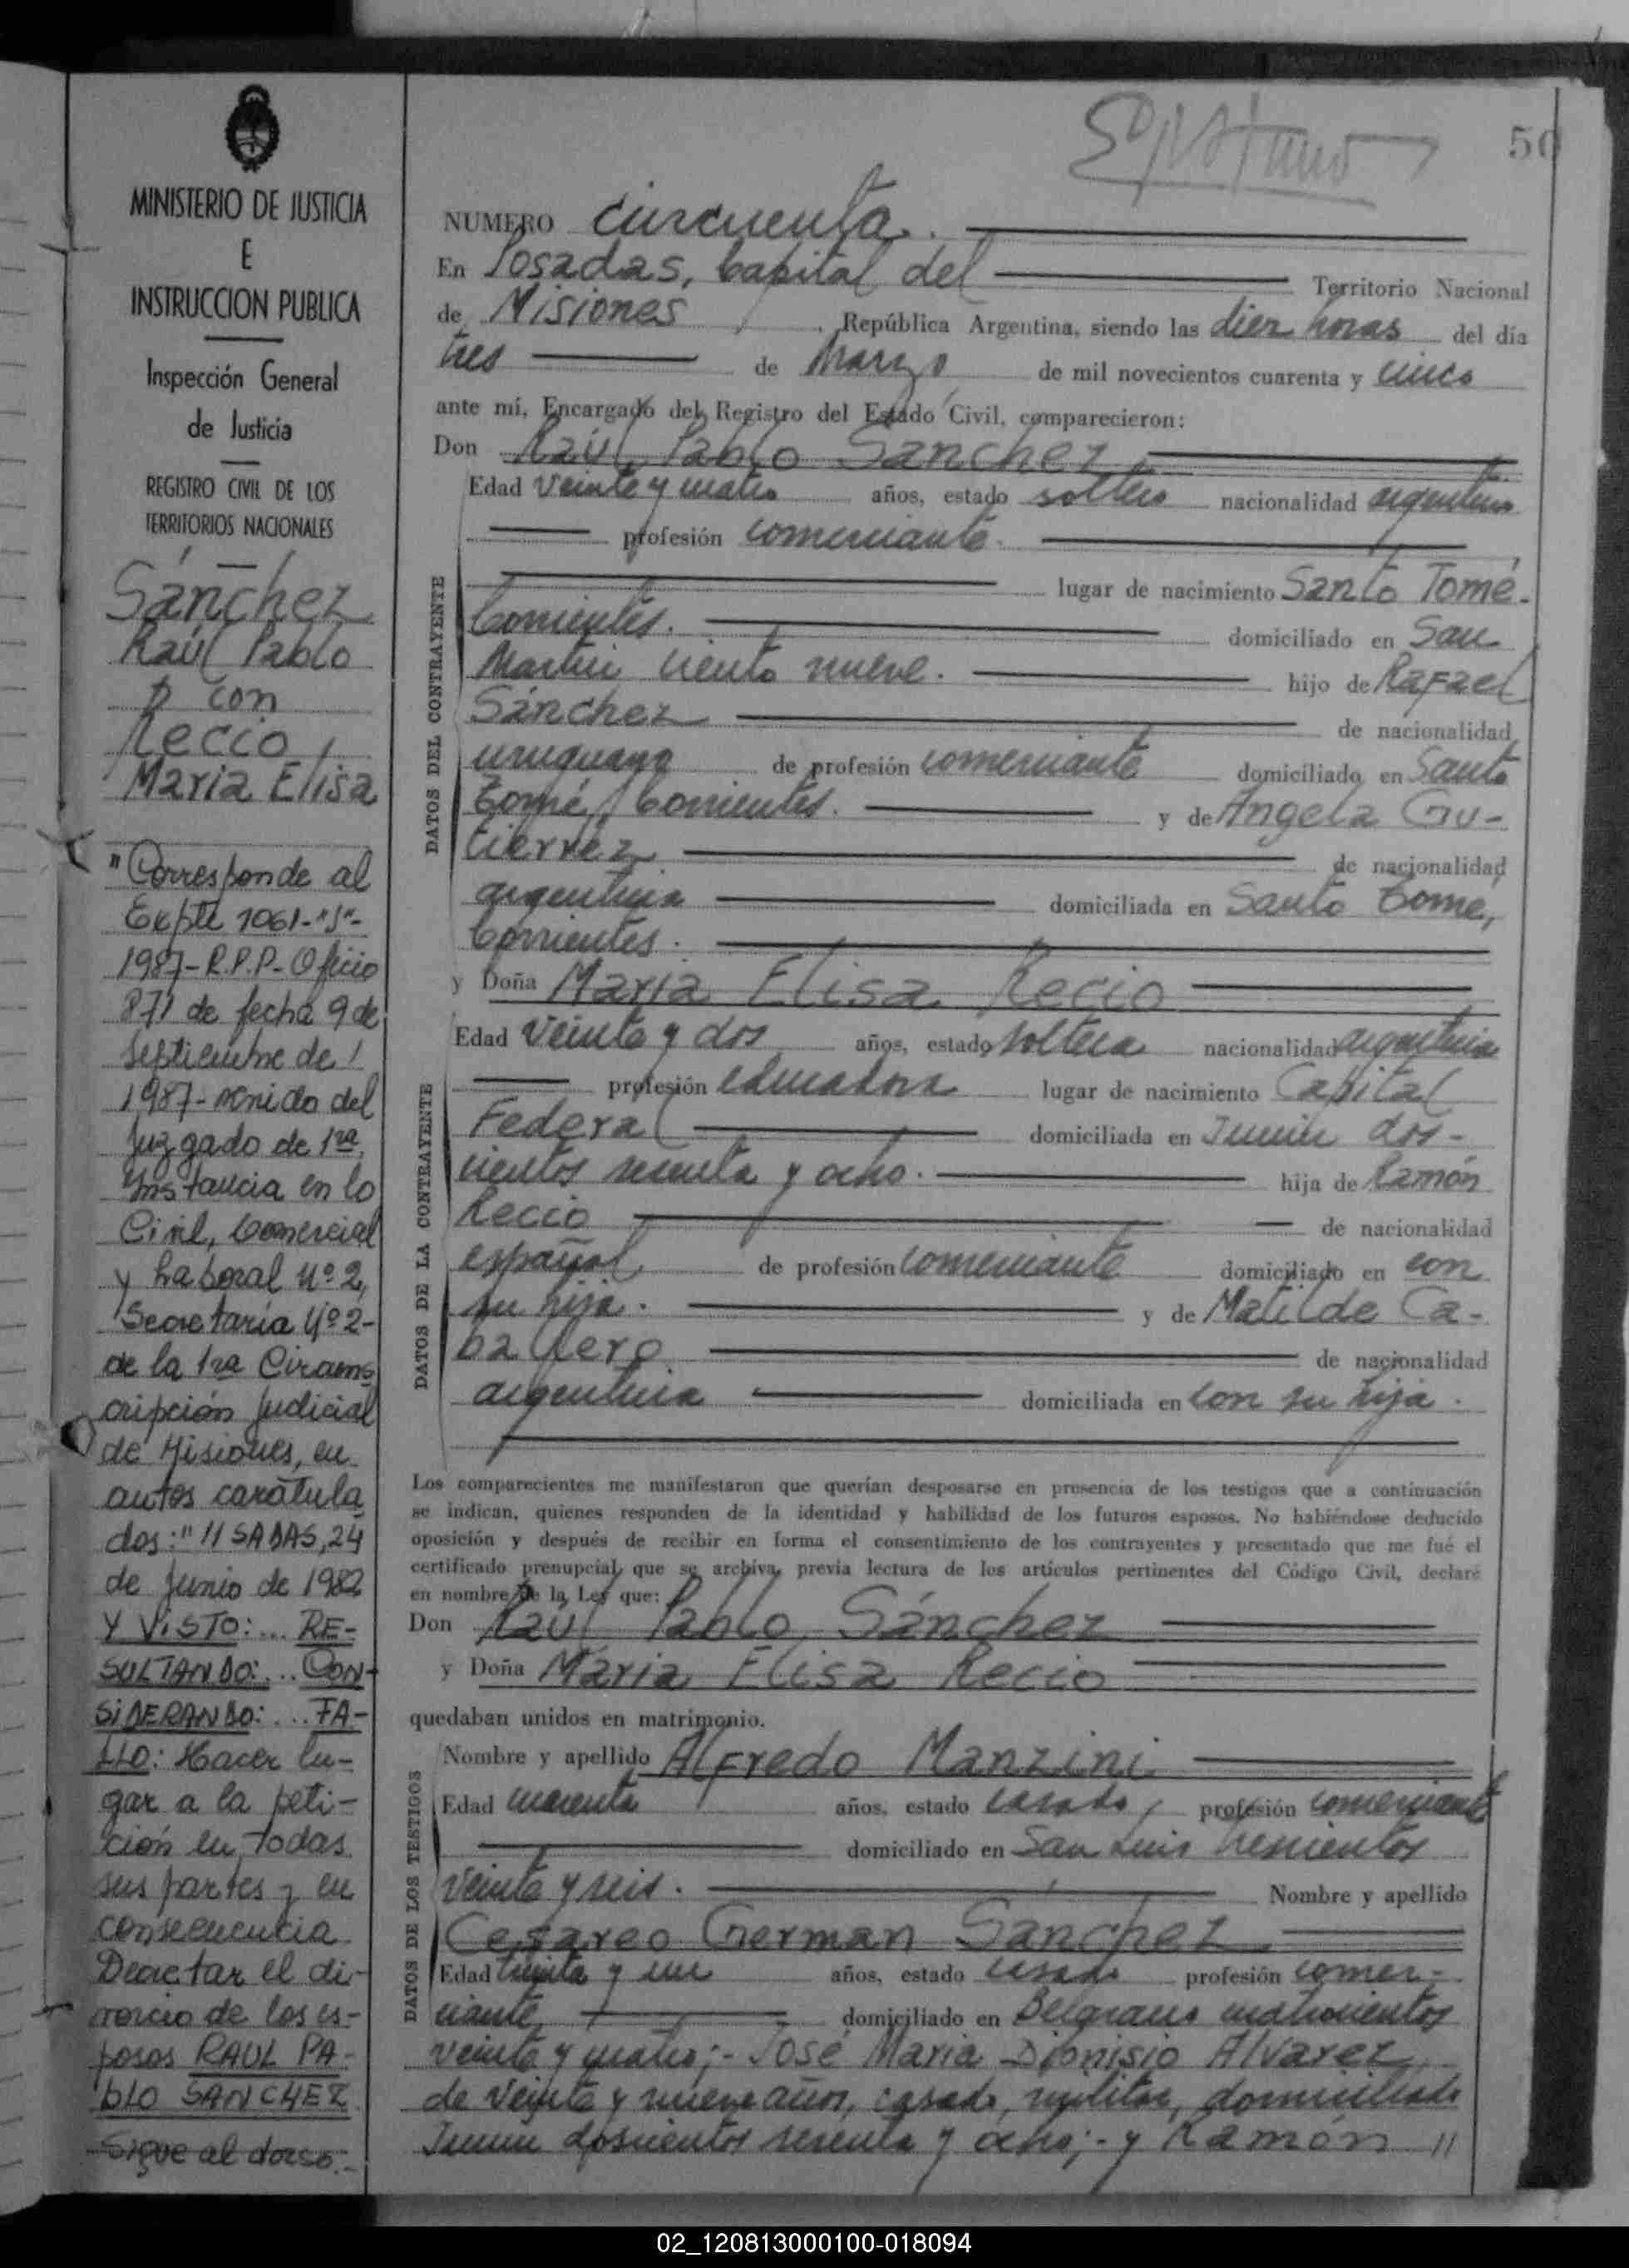 50
MINISTERIO DE JUSTICIA
E
INSTRUCCION PUBLICA
Inspección General
de Justicia
REGISTRO CIVIL DE LOS
TERRITORIOS NACIONALES
Sánchez
Raúl Pablo
con
Recio,
Maria Elisa
"Corresponde al
Expte 1061-"S"-
1987-R.P.P.- Oficio
871 de fecha 9 de
septiembre de
1987- venido del
Juzgado de 1ra
Instancia en lo
Civil, Comercial
y Laboral Nº 2,
Secretaría Nº 2-
de la 1ra Circuns
cripción Judicial
de Misiones, en
autos carátula
dos: "//SADAS, 24
de Junio de 1982
Y VISTO:... RE-
SULTANDO:... CON-
SIDERANDO:... FA-
LLO: Hacer lu-
gar a la peti-
ción en todas
sus partes y en
consecuencia
Decretar el di-
vorcio de los es-
posos RAUL PA-
BLO SANCHEZ
Sigue al dorso.-
NUMERO cincuenta.
En Posadas, Capital del Territorio Nacional
de Misiones, República Argentina, siendo las diez horas del día
tres de Marzo de mil novecientos cuarenta y cinco
ante mí, Encargado del Registro del Estado Civil, comparecieron:
Don Raúl Pablo Sánchez
DATOS DEL CONTRAYENTE
Edad veinte y cuatro años, estado soltero nacionalidad argentino
profesión comerciante
lugar de nacimiento Santo Tomé.
Corrientes. domiciliado en San
Martin ciento nueve. hijo de Rafael
Sánchez de nacionalidad
uruguayo de profesión comerciante domiciliado en Santo
Tomé, Corrientes. y de Angela Gu-
tierrez de nacionalidad
argentina domiciliada en Santo Tomé,
Corrientes.
y Doña Maria Elisa Recio
DATOS DE LA CONTRAYENTE
Edad veinte y dos años, estado soltera nacionalidad argentina
profesión educadora lugar de nacimiento Capital
Federal domiciliada en Junin dos-
cientos sesenta y ocho. hija de Ramón
Recio de nacionalidad
español de profesión comerciante domiciliado en con
su hija. y de Matilde Ca-
ballero de nacionalidad
argentina domiciliada en con su hija.
Los comparecientes me manifestaron que querían desposarse en presencia de los testigos que a continuación
se indican, quienes responden de la identidad y habilidad de los futuros esposos. No habiéndose deducido
oposición y después de recibir en forma el consentimiento de los contrayentes y presentado que me fué el
certificado prenupcial, que se archiva, previa lectura de los artículos pertinentes del Código Civil, declaré
en nombre de la Ley que:
Don Raúl Pablo Sánchez
y Doña Maria Elisa Recio
quedaban unidos en matrimonio.
DATOS DE LOS TESTIGOS
Nombre y apellido Alfredo Manzini
Edad cuarenta años, estado casado, profesión comerciante
domiciliado en San Luis trescientos
veinte y seis. Nombre y apellido
Cesareo German Sanchez
Edad treinta y un años, estado casado profesión comer-
ciante, domiciliado en Belgrano cuatrocientos
veinte y cuatro;- José Maria Dionisio Alvarez
de veinte y nueve años, casado, militar, domiciliado
Junin doscientos sesenta y ocho;- y Ramón //
02_120813000100-018094